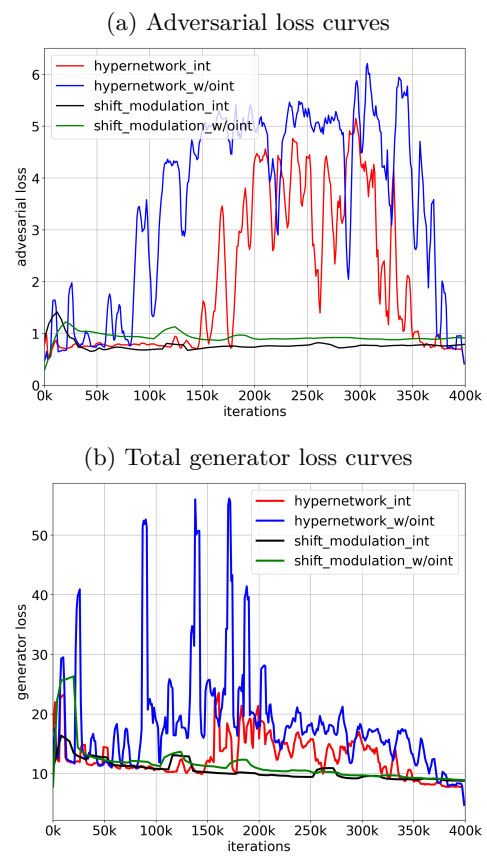 (a) Adversarial loss curves
hypernetwork_int
hypernetwork_w/oint
shift_modulation_int
shift_modulation_w/oint
advesarial loss
6
5
4
3
2
1
0
0k 50k 100k 150k 200k 250k 300k 350k 400k
iterations
(b) Total generator loss curves
hypernetwork_int
hypernetwork_w/oint
shift_modulation_int
shift_modulation_w/oint
generator loss
50
40
30
20
10
0k 50k 100k 150k 200k 250k 300k 350k 400k
iterations